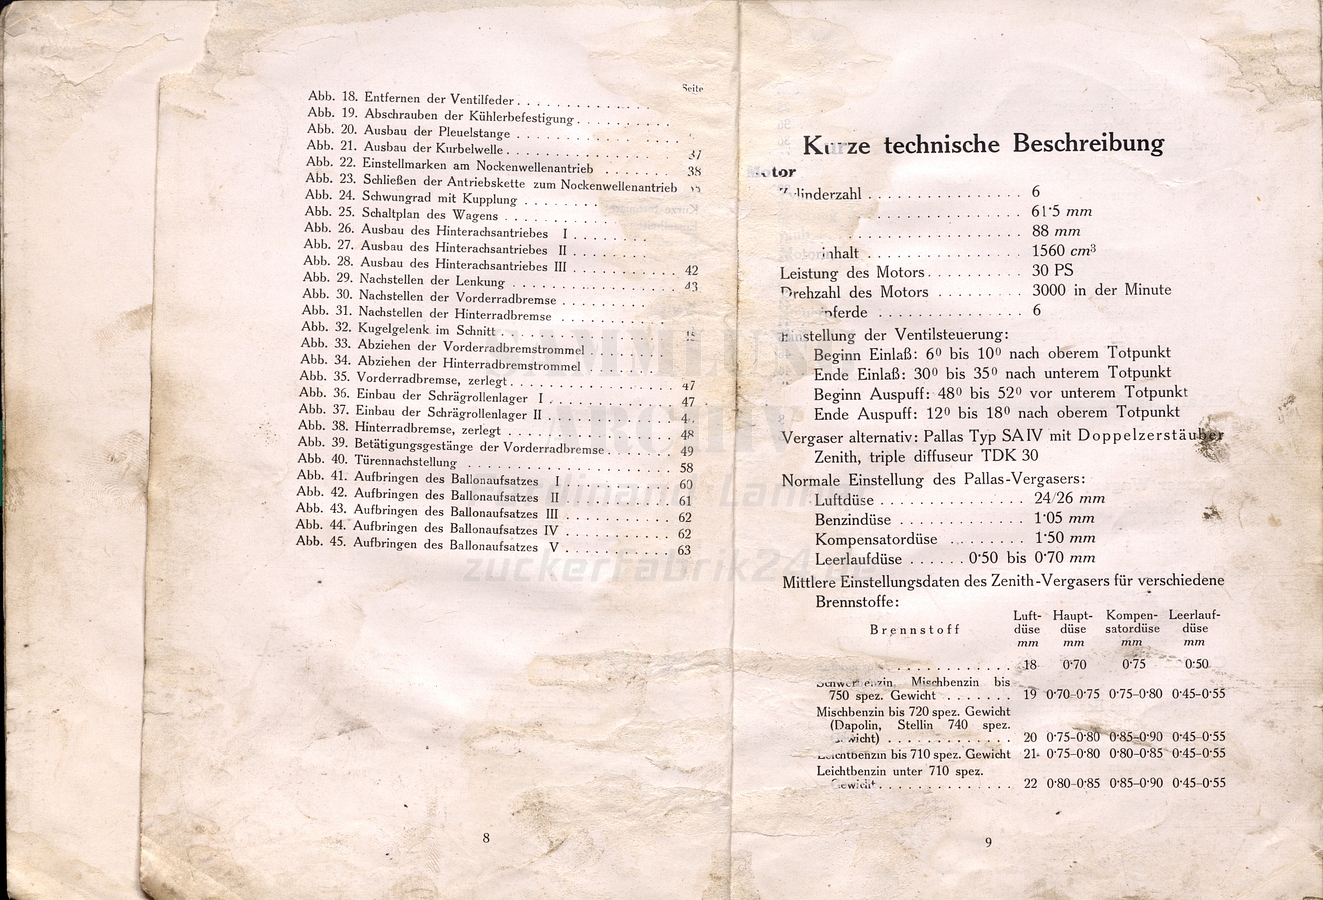 Seite
Abb. 18. Entfernen der Ventilfeder . . . . . . . . . . .
Abb. 19. Abschrauben der Kühlerbefestigung . . . . . . . .
Abb. 20. Ausbau der Pleuelstange . . . . . . . . . . .
Abb. 21. Ausbau der Kurbelwelle . . . . . . . . . . . . 37
Abb. 22. Einstellmarken am Nockenwellenantrieb . . . . . . . 38
Abb. 23. Schließen der Antriebskette zum Nockenwellenantrieb
Abb. 24. Schwungrad mit Kupplung . . . . . . .
Abb. 25. Schaltplan des Wagens . . . . . . . . .
Abb. 26. Ausbau des Hinterachsantriebes I . . . . . . . .
Abb. 27. Ausbau des Hinterachsantriebes II . . . . . . . .
Abb. 28. Ausbau des Hinterachsantriebes III . . . . . . . . . . 42
Abb. 29. Nachstellen der Lenkung . . . . . . . . . . . . . . 43
Abb. 30. Nachstellen der Vorderradbremse . . . . . . . .
Abb. 31. Nachstellen der Hinterradbremse . . . . . . . . .
Abb. 32. Kugelgelenk im Schnitt . . . . . . . . . . . . .
Abb. 33. Abziehen der Vorderradbremstrommel . . . . . . .
Abb. 34. Abziehen der Hinterradbremstrommel . . . . . . .
Abb. 35. Vorderradbremse, zerlegt . . . . . . . . . . . . . . 47
Abb. 36. Einbau der Schrägrollenlager I . . . . . . . . . . . 47
Abb. 37. Einbau der Schrägrollenlager II . . . . . . . . . . .
Abb. 38. Hinterradbremse, zerlegt . . . . . . . . . . . . . . 48
Abb. 39. Betätigungsgestänge der Vorderradbremse . . . . . . 49
Abb. 40. Türennachstellung . . . . . . . . . . . . . . . . . 58
Abb. 41. Aufbringen des Ballonaufsatzes I . . . . . . . . . . 60
Abb. 42. Aufbringen des Ballonaufsatzes II . . . . . . . . . . 61
Abb. 43. Aufbringen des Ballonaufsatzes III . . . . . . . . . . 62
Abb. 44. Aufbringen des Ballonaufsatzes IV . . . . . . . . . . 62
Abb. 45. Aufbringen des Ballonaufsatzes V . . . . . . . . . . 63
8
Kurze technische Beschreibung
Motor
Zylinderzahl . . . . . . . . . . . . . . 6
. . . . . . . . . . . . 61·5 mm
. . . . . . . . . . . . 88 mm
inhalt . . . . . . . . . . . . . . 1560 cm³
Leistung des Motors . . . . . . . . . 30 PS
Drehzahl des Motors . . . . . . . . 3000 in der Minute
pferde . . . . . . . . . . . . . 6
Einstellung der Ventilsteuerung:
Beginn Einlaß: 6⁰ bis 10⁰ nach oberem Totpunkt
Ende Einlaß: 30⁰ bis 35⁰ nach unterem Totpunkt
Beginn Auspuff: 48⁰ bis 52⁰ vor unterem Totpunkt
Ende Auspuff: 12⁰ bis 18⁰ nach oberem Totpunkt
Vergaser alternativ: Pallas Typ SAIV mit Doppelzerstäuber
Zenith, triple diffuseur TDK 30
Normale Einstellung des Pallas-Vergasers:
Luftdüse . . . . . . . . . . . . . 24/26 mm
Benzindüse . . . . . . . . . . . 1·05 mm
Kompensatordüse . . . . . . . 1·50 mm
Leerlaufdüse . . . . . . 0·50 bis 0·70 mm
Mittlere Einstellungsdaten des Zenith-Vergasers für verschiedene
Brennstoffe:
Luft- Haupt- Kompen- Leerlauf-
Brennstoff düse düse satordüse düse
mm mm mm mm
. . . . . . . . . . . . 18 0·70 0·75 0·50
Schwerbenzin, Mischbenzin bis
750 spez. Gewicht . . . . . . . 19 0·70–0·75 0·75–0·80 0·45–0·55
Mischbenzin bis 720 spez. Gewicht
(Dapolin, Stellin 740 spez.
Gewicht) . . . . . . . . . . . . . 20 0·75–0·80 0·85–0·90 0·45–0·55
Leichtbenzin bis 710 spez. Gewicht 21 0·75–0·80 0·80–0·85 0·45–0·55
Leichtbenzin unter 710 spez.
Gewicht . . . . . . . . . . . . . . 22 0·80–0·85 0·85–0·90 0·45–0·55
9
zuckerfabrik24.de